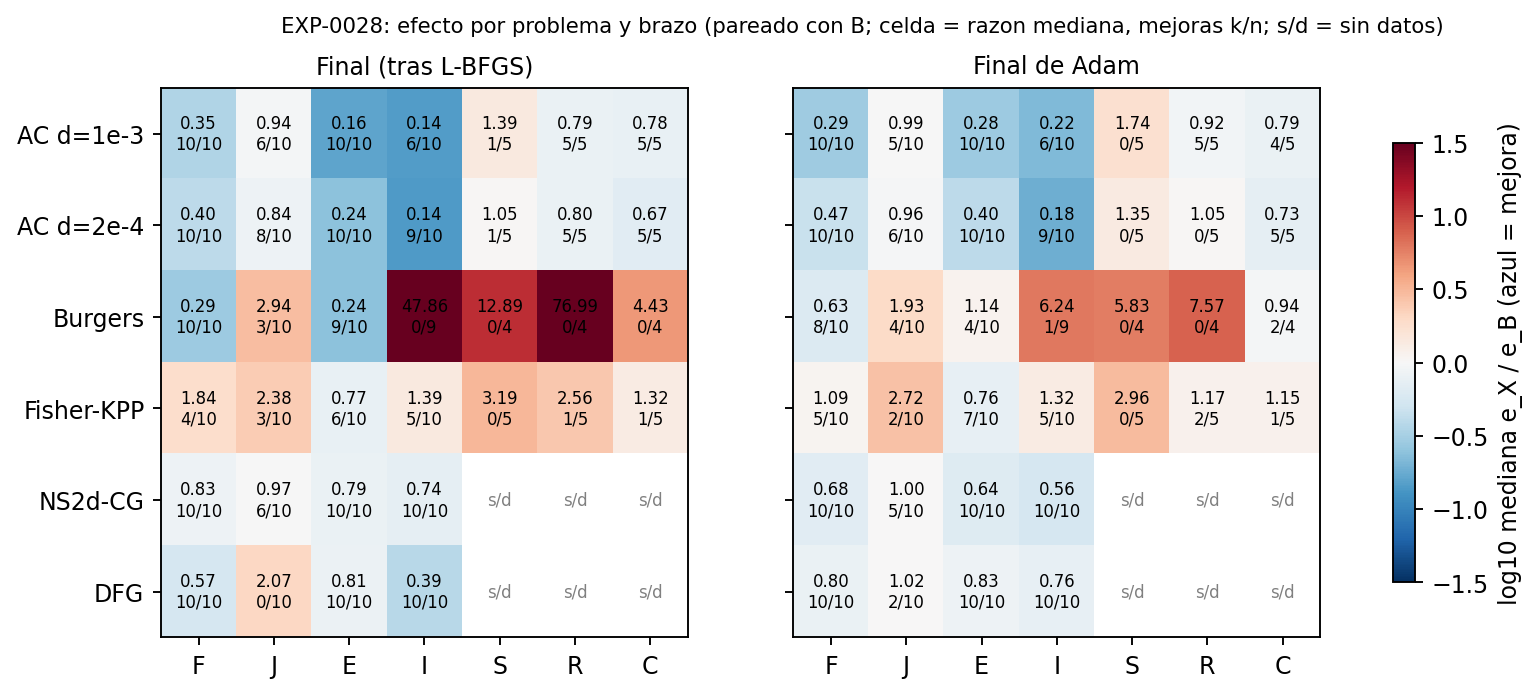 EXP-0028: efecto por problema y brazo (pareado con B; celda = razon mediana, mejoras k/n; s/d = sin datos)
Final (tras L-BFGS)
AC d=1e-3
0.35 0.94 0.16 0.14 1.39 0.79 0.78
10/10 6/10 10/10 6/10 1/5 5/5 5/5
AC d=2e-4
0.40 0.84 0.24 0.14 1.05 0.80 0.67
10/10 8/10 10/10 9/10 1/5 5/5 5/5
Burgers
0.29 2.94 0.24 47.86 12.89 76.99 4.43
10/10 3/10 9/10 0/9 0/4 0/4 0/4
Fisher-KPP
1.84 2.38 0.77 1.39 3.19 2.56 1.32
4/10 3/10 6/10 5/10 0/5 1/5 1/5
NS2d-CG
0.83 0.97 0.79 0.74 s/d s/d s/d
10/10 6/10 10/10 10/10
DFG
0.57 2.07 0.81 0.39 s/d s/d s/d
10/10 0/10 10/10 10/10
F J E I S R C
Final de Adam
0.29 0.99 0.28 0.22 1.74 0.92 0.79
10/10 5/10 10/10 6/10 0/5 5/5 4/5
0.47 0.96 0.40 0.18 1.35 1.05 0.73
10/10 6/10 10/10 9/10 0/5 0/5 5/5
0.63 1.93 1.14 6.24 5.83 7.57 0.94
8/10 4/10 4/10 1/9 0/4 0/4 2/4
1.09 2.72 0.76 1.32 2.96 1.17 1.15
5/10 2/10 7/10 5/10 0/5 2/5 1/5
0.68 1.00 0.64 0.56 s/d s/d s/d
10/10 5/10 10/10 10/10
0.80 1.02 0.83 0.76 s/d s/d s/d
10/10 2/10 10/10 10/10
F J E I S R C
1.5
1.0
0.5
0.0
−0.5
−1.0
−1.5
log10 mediana e_X / e_B (azul = mejora)